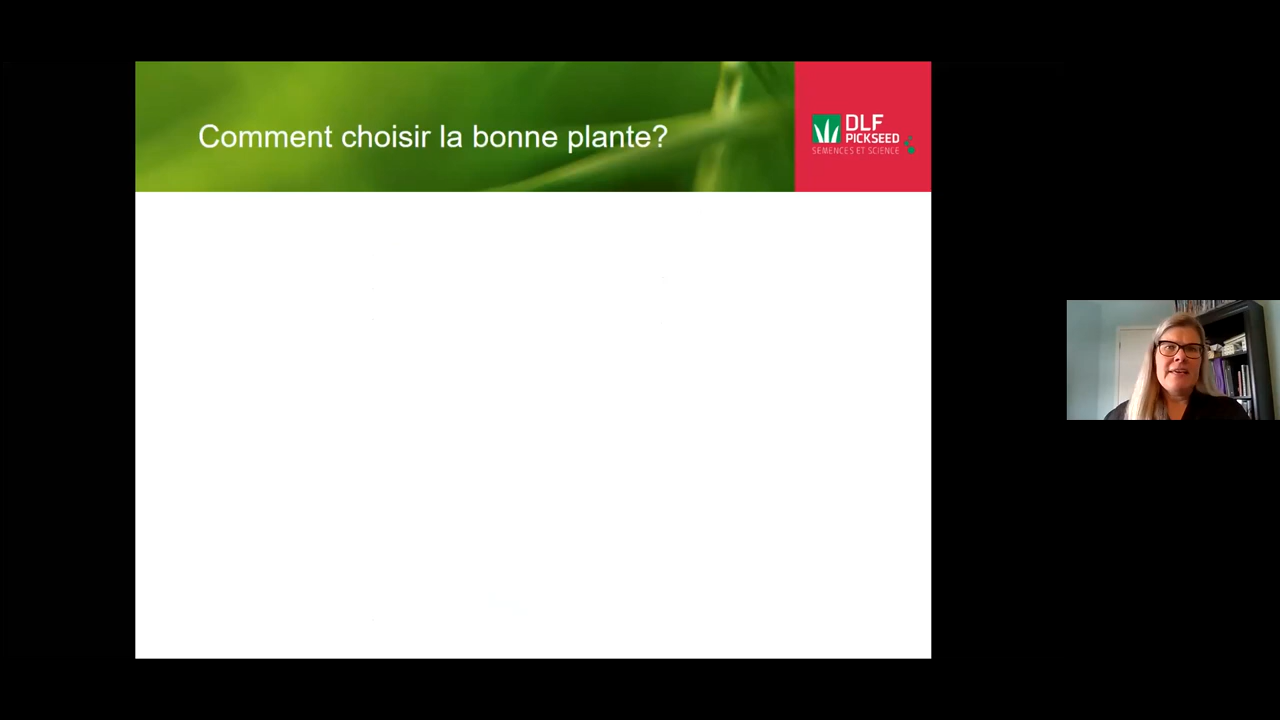 Comment choisir la bonne plante?
DLF
PICKSEED
SEMENCES ET SCIENCE